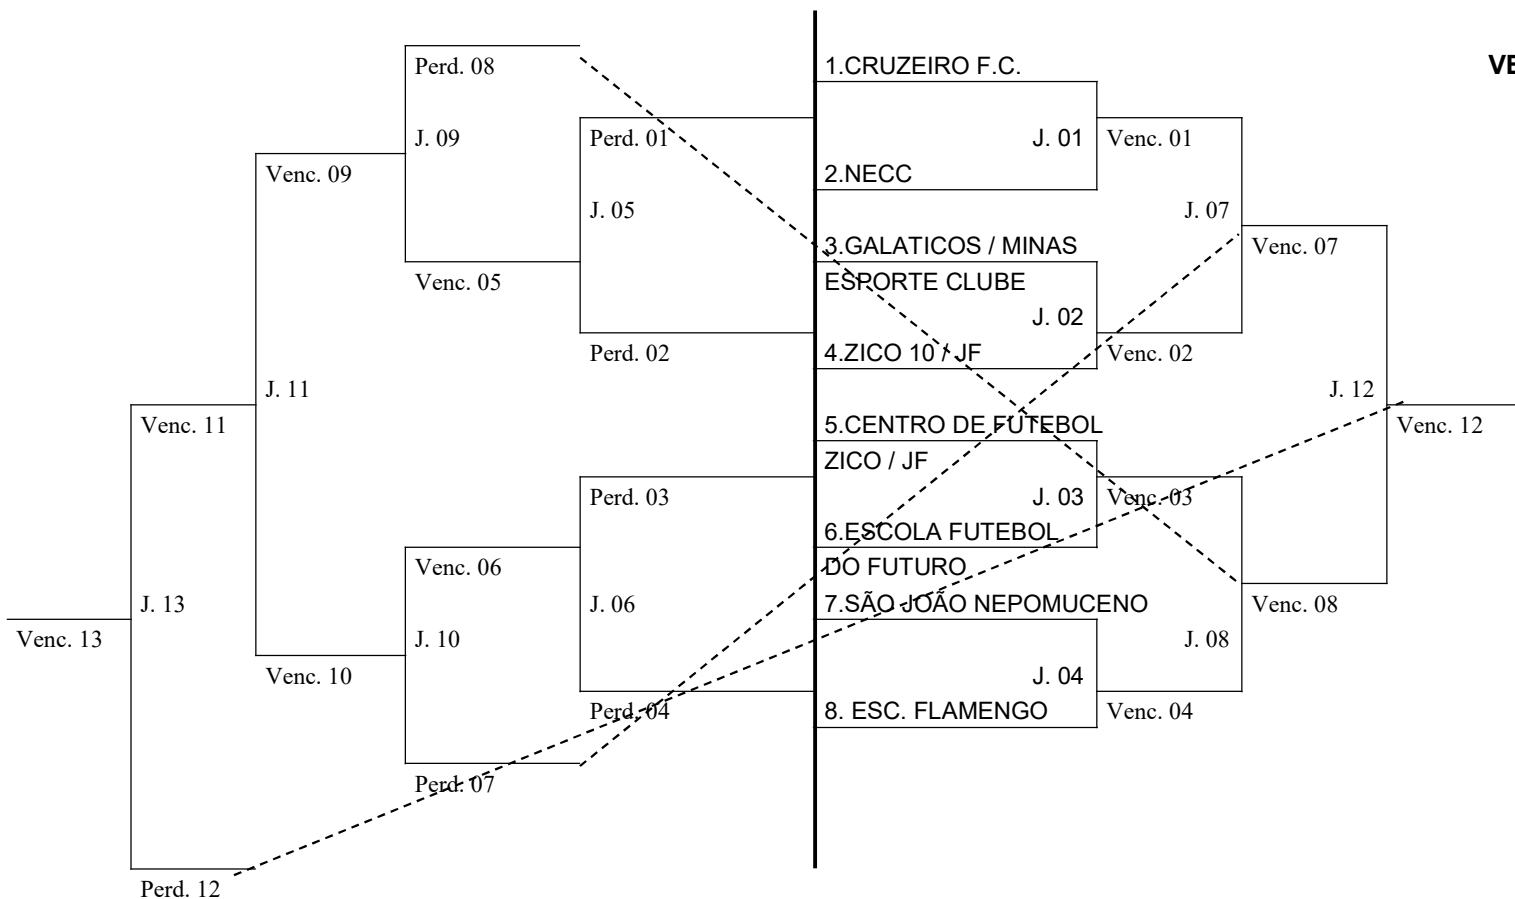 Perd. 08
1.CRUZEIRO F.C.
VE
J. 09
Perd. 01
J. 01
Venc. 01
Venc. 09
2.NECC
J. 05
J. 07
3.GALATICOS / MINAS
Venc. 07
Venc. 05
ESPORTE CLUBE
J. 02
Perd. 02
4.ZICO 10 / JF
Venc. 02
J. 11
J. 12
Venc. 11
5.CENTRO DE FUTEBOL
Venc. 12
ZICO / JF
Perd. 03
J. 03
Venc. 03
6.ESCOLA FUTEBOL
Venc. 06
DO FUTURO
J. 13
J. 06
7.SÃO JOÃO NEPOMUCENO
Venc. 08
Venc. 13
J. 10
J. 08
Venc. 10
J. 04
Perd. 04
8. ESC. FLAMENGO
Venc. 04
Perd. 07
Perd. 12